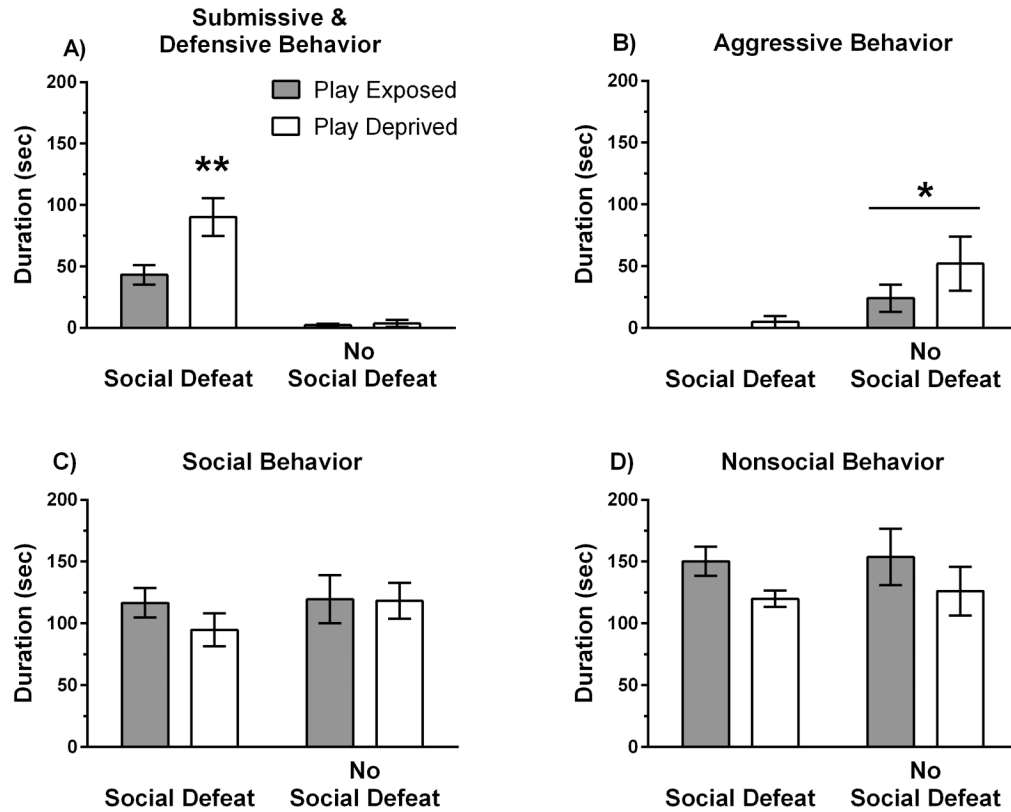 A)
Submissive &
Defensive Behavior
Duration (sec)
200
150
100
50
0
Play Exposed
Play Deprived
**
Social Defeat
No
Social Defeat
B)
Aggressive Behavior
Duration (sec)
200
150
100
50
0
*
Social Defeat
No
Social Defeat
C)
Social Behavior
Duration (sec)
200
150
100
50
0
Social Defeat
No
Social Defeat
D)
Nonsocial Behavior
Duration (sec)
200
150
100
50
0
Social Defeat
No
Social Defeat